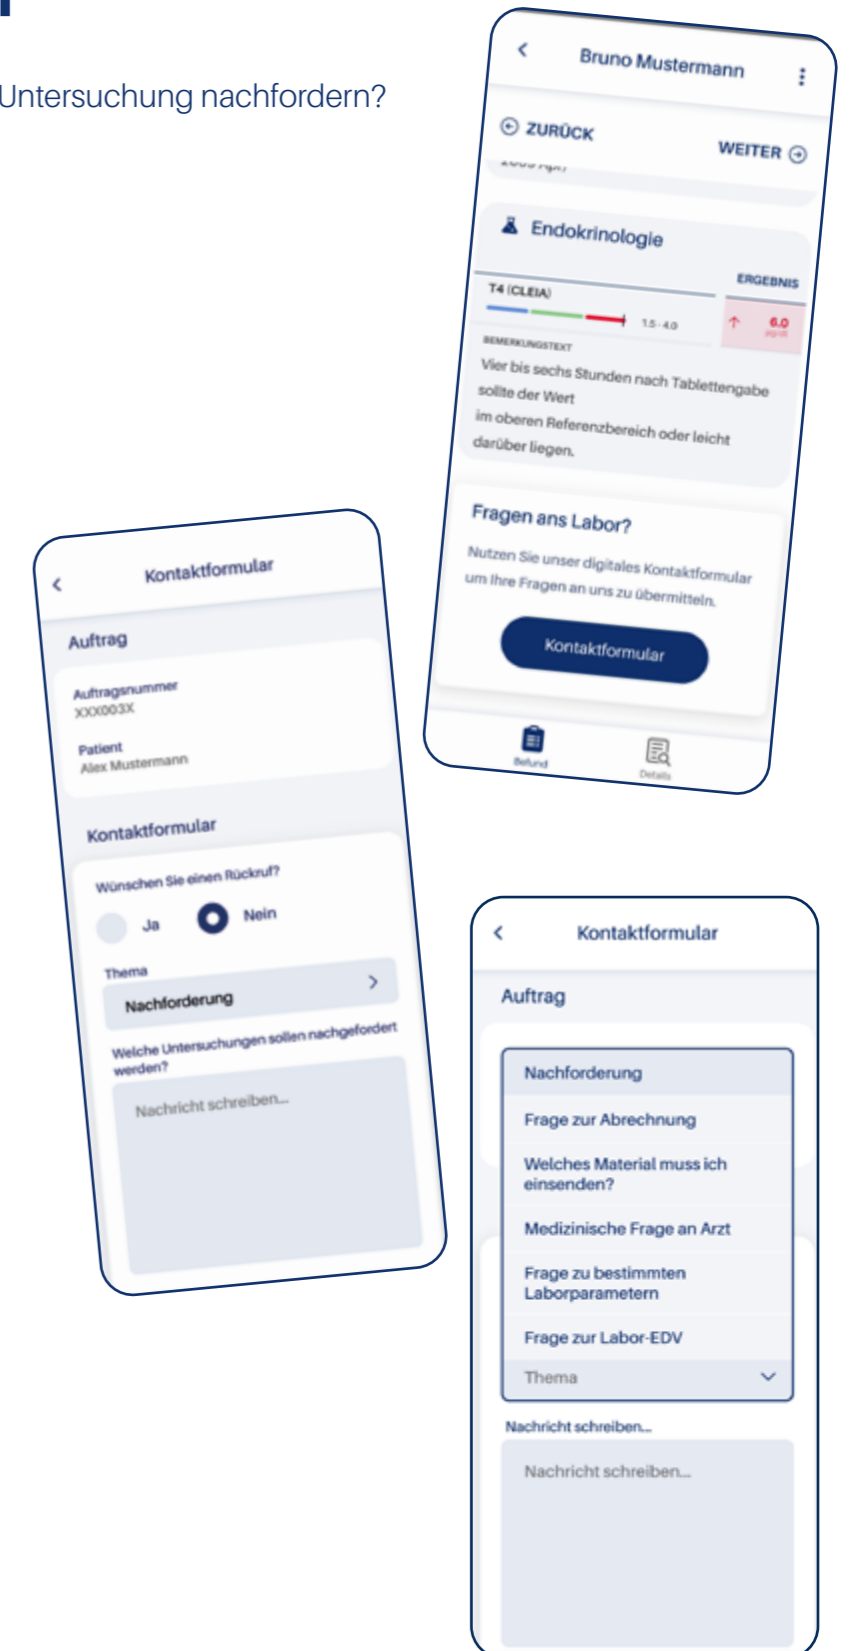 Untersuchung nachfordern?
Bruno Mustermann
ZURÜCK
WEITER
Endokrinologie
ERGEBNIS
T4 (CLEIA)
1.5 - 4.0
6.0
BEMERKUNGSTEXT
Vier bis sechs Stunden nach Tablettengabe
sollte der Wert
im oberen Referenzbereich oder leicht
darüber liegen.
Fragen ans Labor?
Nutzen Sie unser digitales Kontaktformular
um Ihre Fragen an uns zu übermitteln.
Kontaktformular
Befund
Details
Kontaktformular
Auftrag
Auftragsnummer
XXX003X
Patient
Alex Mustermann
Kontaktformular
Wünschen Sie einen Rückruf?
Ja
Nein
Thema
Nachforderung
Welche Untersuchungen sollen nachgefordert
werden?
Nachricht schreiben...
Kontaktformular
Auftrag
Nachforderung
Frage zur Abrechnung
Welches Material muss ich
einsenden?
Medizinische Frage an Arzt
Frage zu bestimmten
Laborparametern
Frage zur Labor-EDV
Thema
Nachricht schreiben...
Nachricht schreiben...